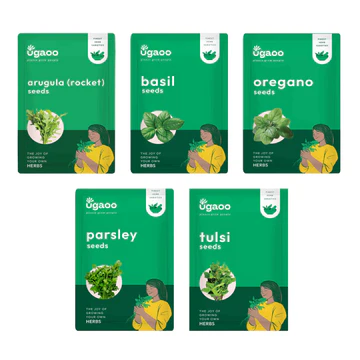 ugaoo
arugula (rocket)
seeds
THE JOY OF
GROWING
YOUR OWN
HERBS
ugaoo
basil
seeds
THE JOY OF
GROWING
YOUR OWN
HERBS
ugaoo
oregano
seeds
THE JOY OF
GROWING
YOUR OWN
HERBS
ugaoo
parsley
seeds
THE JOY OF
GROWING
YOUR OWN
HERBS
ugaoo
tulsi
seeds
THE JOY OF
GROWING
YOUR OWN
HERBS